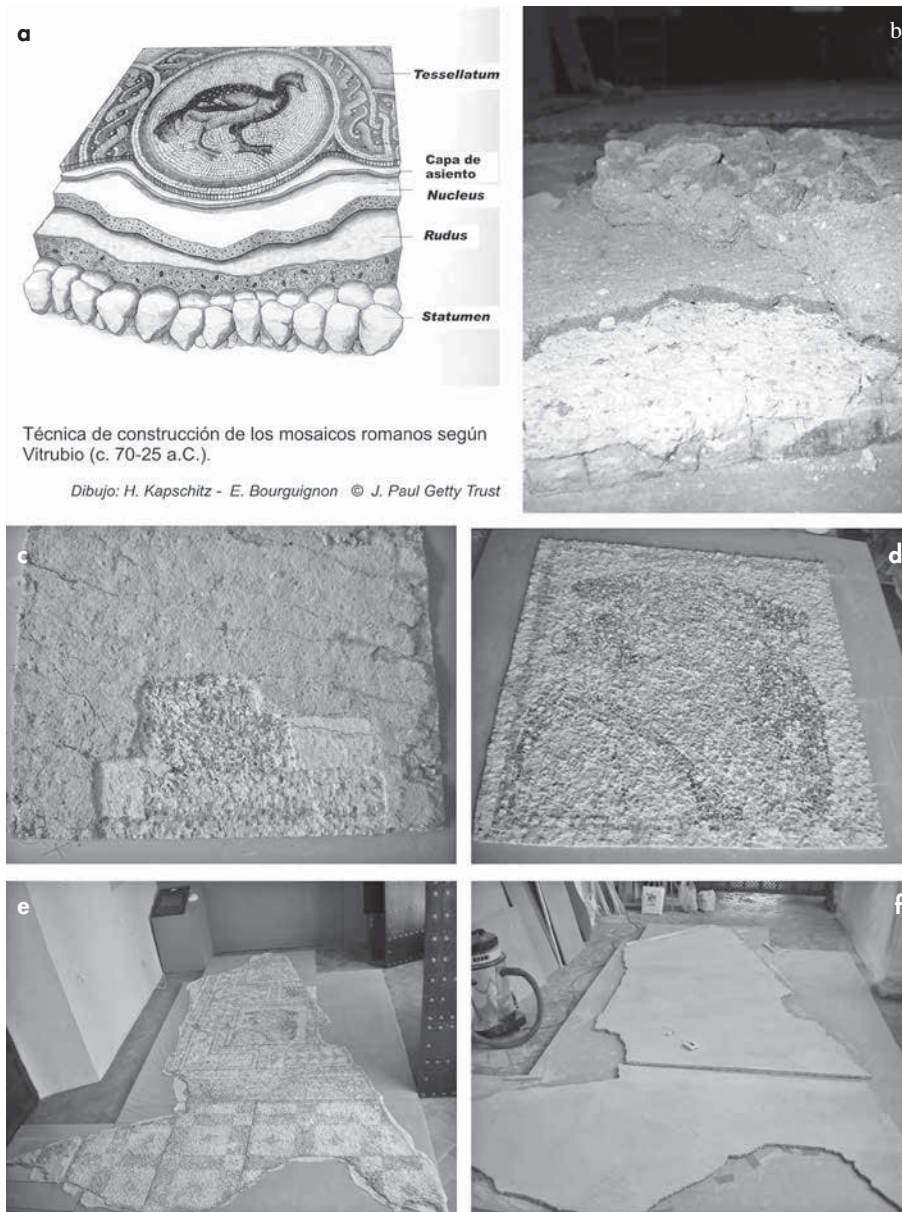 a
Tessellatum
Capa de
asiento
Nucleus
Rudus
Statumen
Técnica de construcción de los mosaicos romanos según
Vitrubio (c. 70-25 a.C.).
Dibujo: H. Kapschitz - E. Bourguignon © J. Paul Getty Trust
b
c
d
e
f